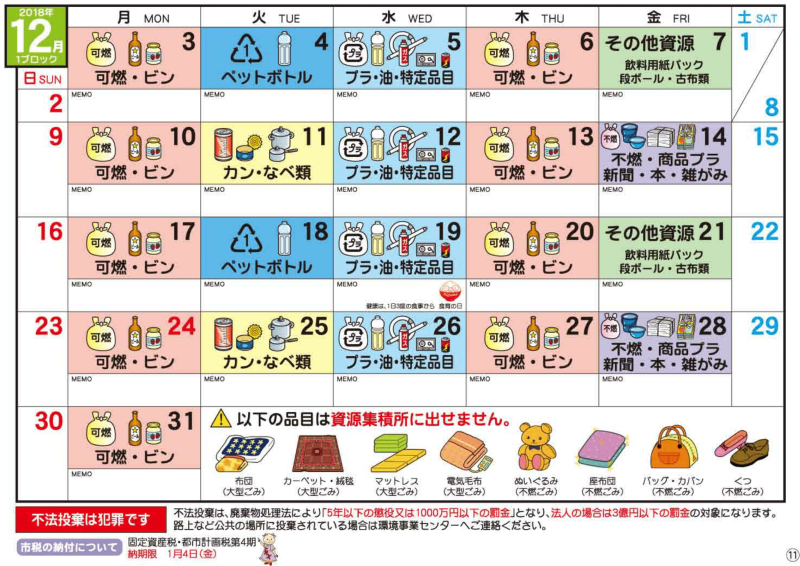 2018年
12月
1ブロック
月 MON
火 TUE
水 WED
木 THU
金 FRI
土 SAT
日 SUN
可燃
3
可燃・ビン
MEMO
1
4
ペットボトル
MEMO
プラ
ガス
5
プラ・油・特定品目
MEMO
可燃
6
可燃・ビン
MEMO
その他資源 7
飲料用紙パック
段ボール・古布類
MEMO
1
8
2
9
可燃
10
可燃・ビン
MEMO
11
カン・なべ類
MEMO
プラ
ガス
12
プラ・油・特定品目
MEMO
可燃
13
可燃・ビン
MEMO
不燃
14
不燃・商品プラ
新聞・本・雑がみ
MEMO
15
16
可燃
17
可燃・ビン
MEMO
1
18
ペットボトル
MEMO
プラ
ガス
19
プラ・油・特定品目
MEMO
健康は、1日3度の食事から 食育の日
可燃
20
可燃・ビン
MEMO
その他資源 21
飲料用紙パック
段ボール・古布類
MEMO
22
23
可燃
24
可燃・ビン
MEMO
25
カン・なべ類
MEMO
プラ
ガス
26
プラ・油・特定品目
MEMO
可燃
27
可燃・ビン
MEMO
不燃
28
不燃・商品プラ
新聞・本・雑がみ
MEMO
29
30
可燃
31
可燃・ビン
MEMO
以下の品目は資源集積所に出せません。
布団
(大型ごみ)
カーペット・絨毯
(大型ごみ)
マットレス
(大型ごみ)
電気毛布
(大型ごみ)
ぬいぐるみ
(不燃ごみ)
座布団
(不燃ごみ)
バッグ・カバン
(不燃ごみ)
くつ
(不燃ごみ)
不法投棄は犯罪です
不法投棄は、廃棄物処理法により「5年以下の懲役又は1000万円以下の罰金」となり、法人の場合は3億円以下の罰金の対象になります。
路上など公共の場所に投棄されている場合は環境事業センターへご連絡ください。
市税の納付について
固定資産税・都市計画税第4期
納期限 1月4日(金)
⑪